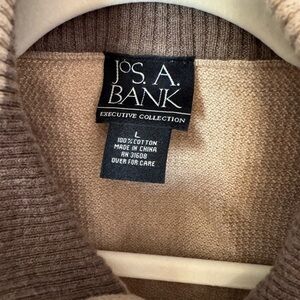 JoS. A.
BANK
EXECUTIVE COLLECTION
L
100% COTTON
MADE IN CHINA
RN 31608
OVER FOR CARE